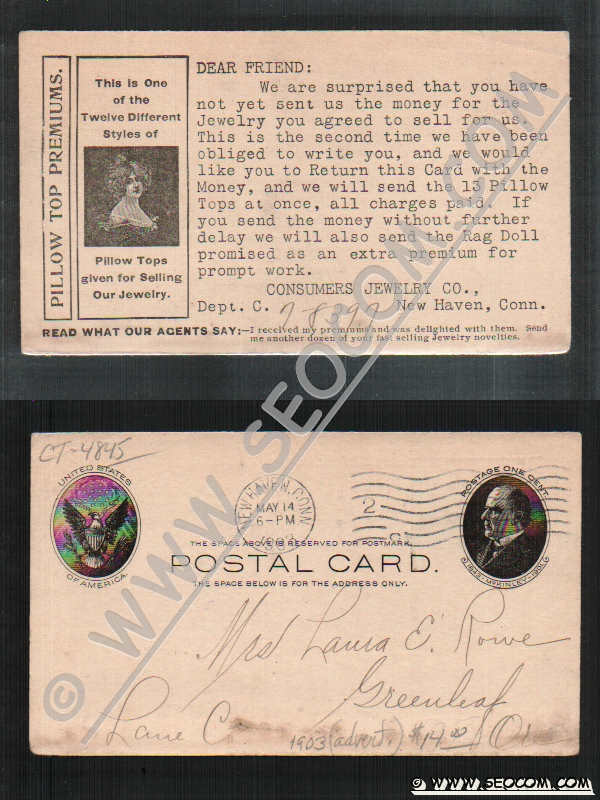 PILLOW TOP PREMIUMS.
This is One
of the
Twelve Different
Styles of
Pillow Tops
given for Selling
Our Jewelry.
DEAR FRIEND:
We are surprised that you have
not yet sent us the money for the
Jewelry you agreed to sell for us.
This is the second time we have been
obliged to write you, and we would
like you to Return this Card with the
Money, and we will send the 13 Pillow
Tops at once, all charges paid. If
you send the money without further
delay we will also send the Rag Doll
promised as an extra premium for
prompt work.
CONSUMERS JEWELRY CO.,
Dept. C. New Haven, Conn.
READ WHAT OUR AGENTS SAY:—I received my premiums and was delighted with them. Send
me another dozen of your fast selling Jewelry novelties.
© WWW.SEOCOM.COM
CT-4845
UNITED STATES
OF AMERICA
NEW HAVEN, CONN
MAY 14
6-PM
2
POSTAGE ONE CENT
McKINLEY
THE SPACE ABOVE IS RESERVED FOR POSTMARK.
POSTAL CARD.
THE SPACE BELOW IS FOR THE ADDRESS ONLY.
Mrs Laura E. Rowe
Greenleaf
Lane Co.
1903 (advert.) $14.00
© WWW.SEOCOM.COM